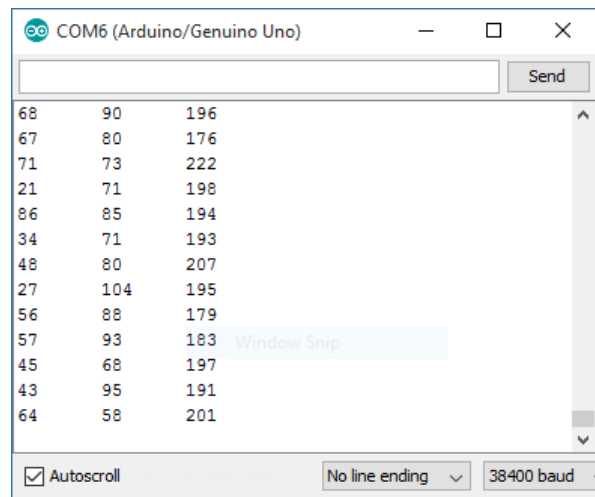 COM6 (Arduino/Genuino Uno)
Send
68 90 196
67 80 176
71 73 222
21 71 198
86 85 194
34 71 193
48 80 207
27 104 195
56 88 179
57 93 183
Window Snip
45 68 197
43 95 191
64 58 201
Autoscroll No line ending 38400 baud